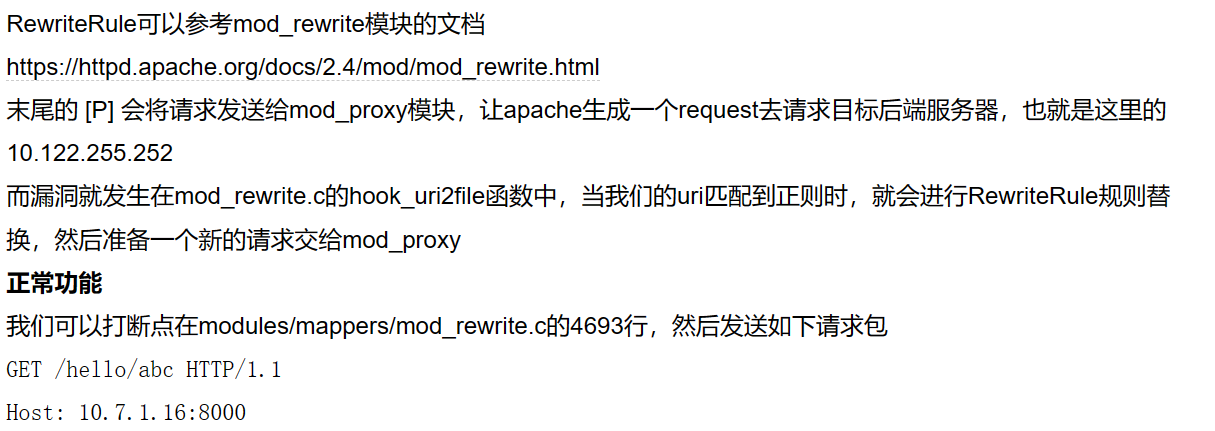 RewriteRule可以参考mod_rewrite模块的文档
https://httpd.apache.org/docs/2.4/mod/mod_rewrite.html
末尾的 [P] 会将请求发送给mod_proxy模块，让apache生成一个request去请求目标后端服务器，也就是这里的
10.122.255.252
而漏洞就发生在mod_rewrite.c的hook_uri2file函数中，当我们的uri匹配到正则时，就会进行RewriteRule规则替
换，然后准备一个新的请求交给mod_proxy
正常功能
我们可以打断点在modules/mappers/mod_rewrite.c的4693行，然后发送如下请求包
GET /hello/abc HTTP/1.1
Host: 10.7.1.16:8000